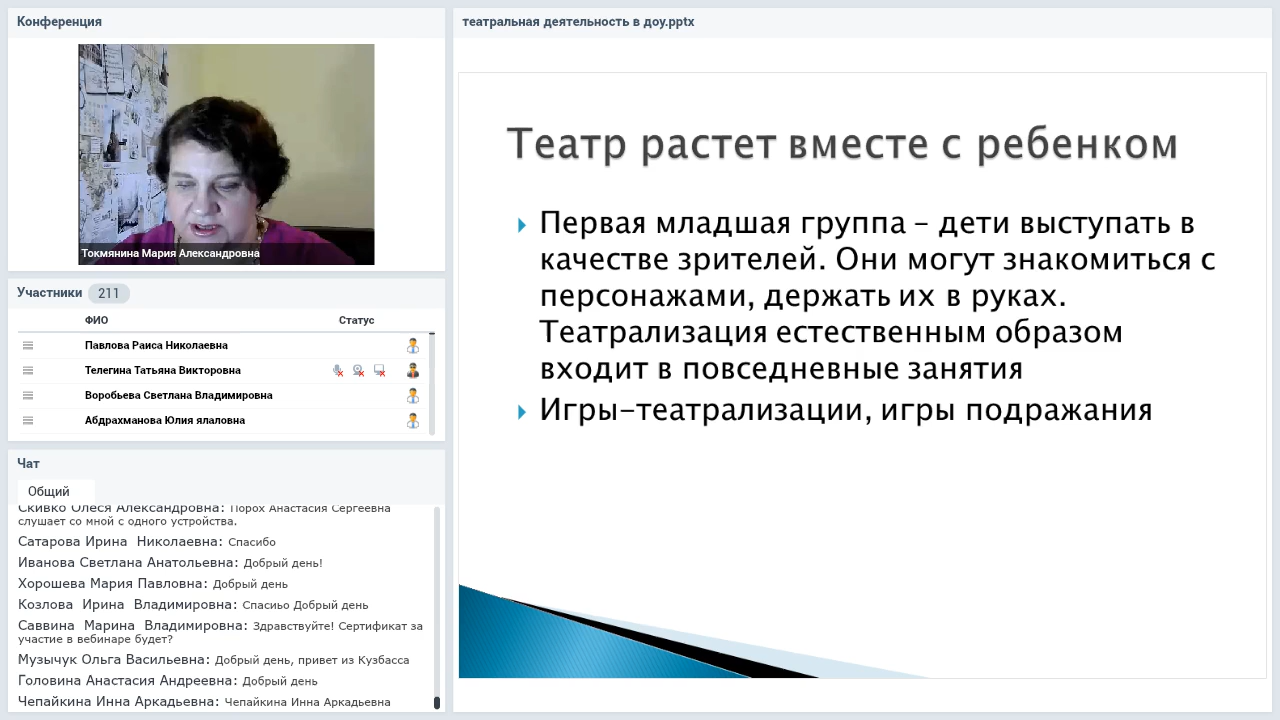 Конференция
Токмянина Мария Александровна
Участники 211
ФИО Статус
Павлова Раиса Николаевна
Телегина Татьяна Викторовна
Воробьева Светлана Владимировна
Абдрахманова Юлия ялаловна
Чат
Общий
Скивко Олеся Александровна: Порох Анастасия Сергеевна
слушает со мной с одного устройства.
Сатарова Ирина Николаевна: Спасибо
Иванова Светлана Анатольевна: Добрый день!
Хорошева Мария Павловна: Добрый день
Козлова Ирина Владимировна: Спасиьо Добрый день
Саввина Марина Владимировна: Здравствуйте! Сертификат за
участие в вебинаре будет?
Музычук Ольга Васильевна: Добрый день, привет из Кузбасса
Головина Анастасия Андреевна: Добрый день
Чепайкина Инна Аркадьевна: Чепайкина Инна Аркадьевна
театральная деятельность в доу.pptx
Театр растет вместе с ребенком
Первая младшая группа – дети выступать в
качестве зрителей. Они могут знакомиться с
персонажами, держать их в руках.
Театрализация естественным образом
входит в повседневные занятия
Игры-театрализации, игры подражания